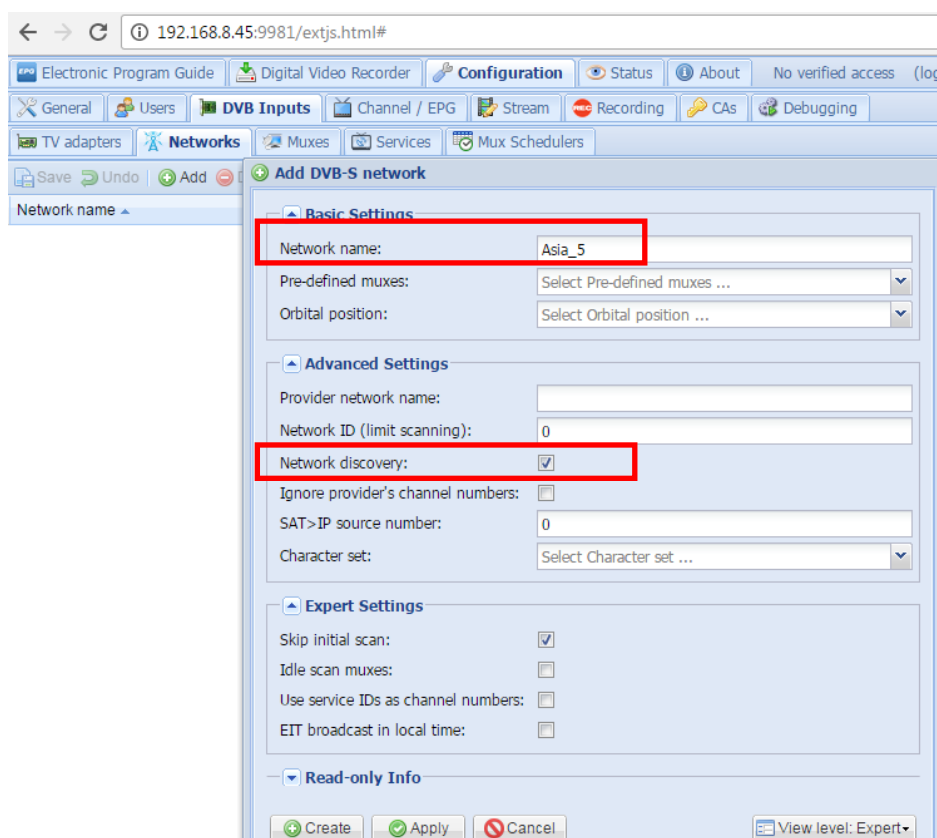 192.168.8.45:9981/extjs.html#
EPG Electronic Program Guide Digital Video Recorder Configuration Status About No verified access (log
General Users DVB Inputs Channel / EPG Stream REC Recording CAs Debugging
TV adapters Networks Muxes Services Mux Schedulers
Save Undo Add
Add DVB-S network
Network name
Basic Settings
Network name: Asia_5
Pre-defined muxes: Select Pre-defined muxes ...
Orbital position: Select Orbital position ...
Advanced Settings
Provider network name:
Network ID (limit scanning): 0
Network discovery:
Ignore provider's channel numbers:
SAT>IP source number: 0
Character set: Select Character set ...
Expert Settings
Skip initial scan:
Idle scan muxes:
Use service IDs as channel numbers:
EIT broadcast in local time:
Read-only Info
Create Apply Cancel View level: Expert